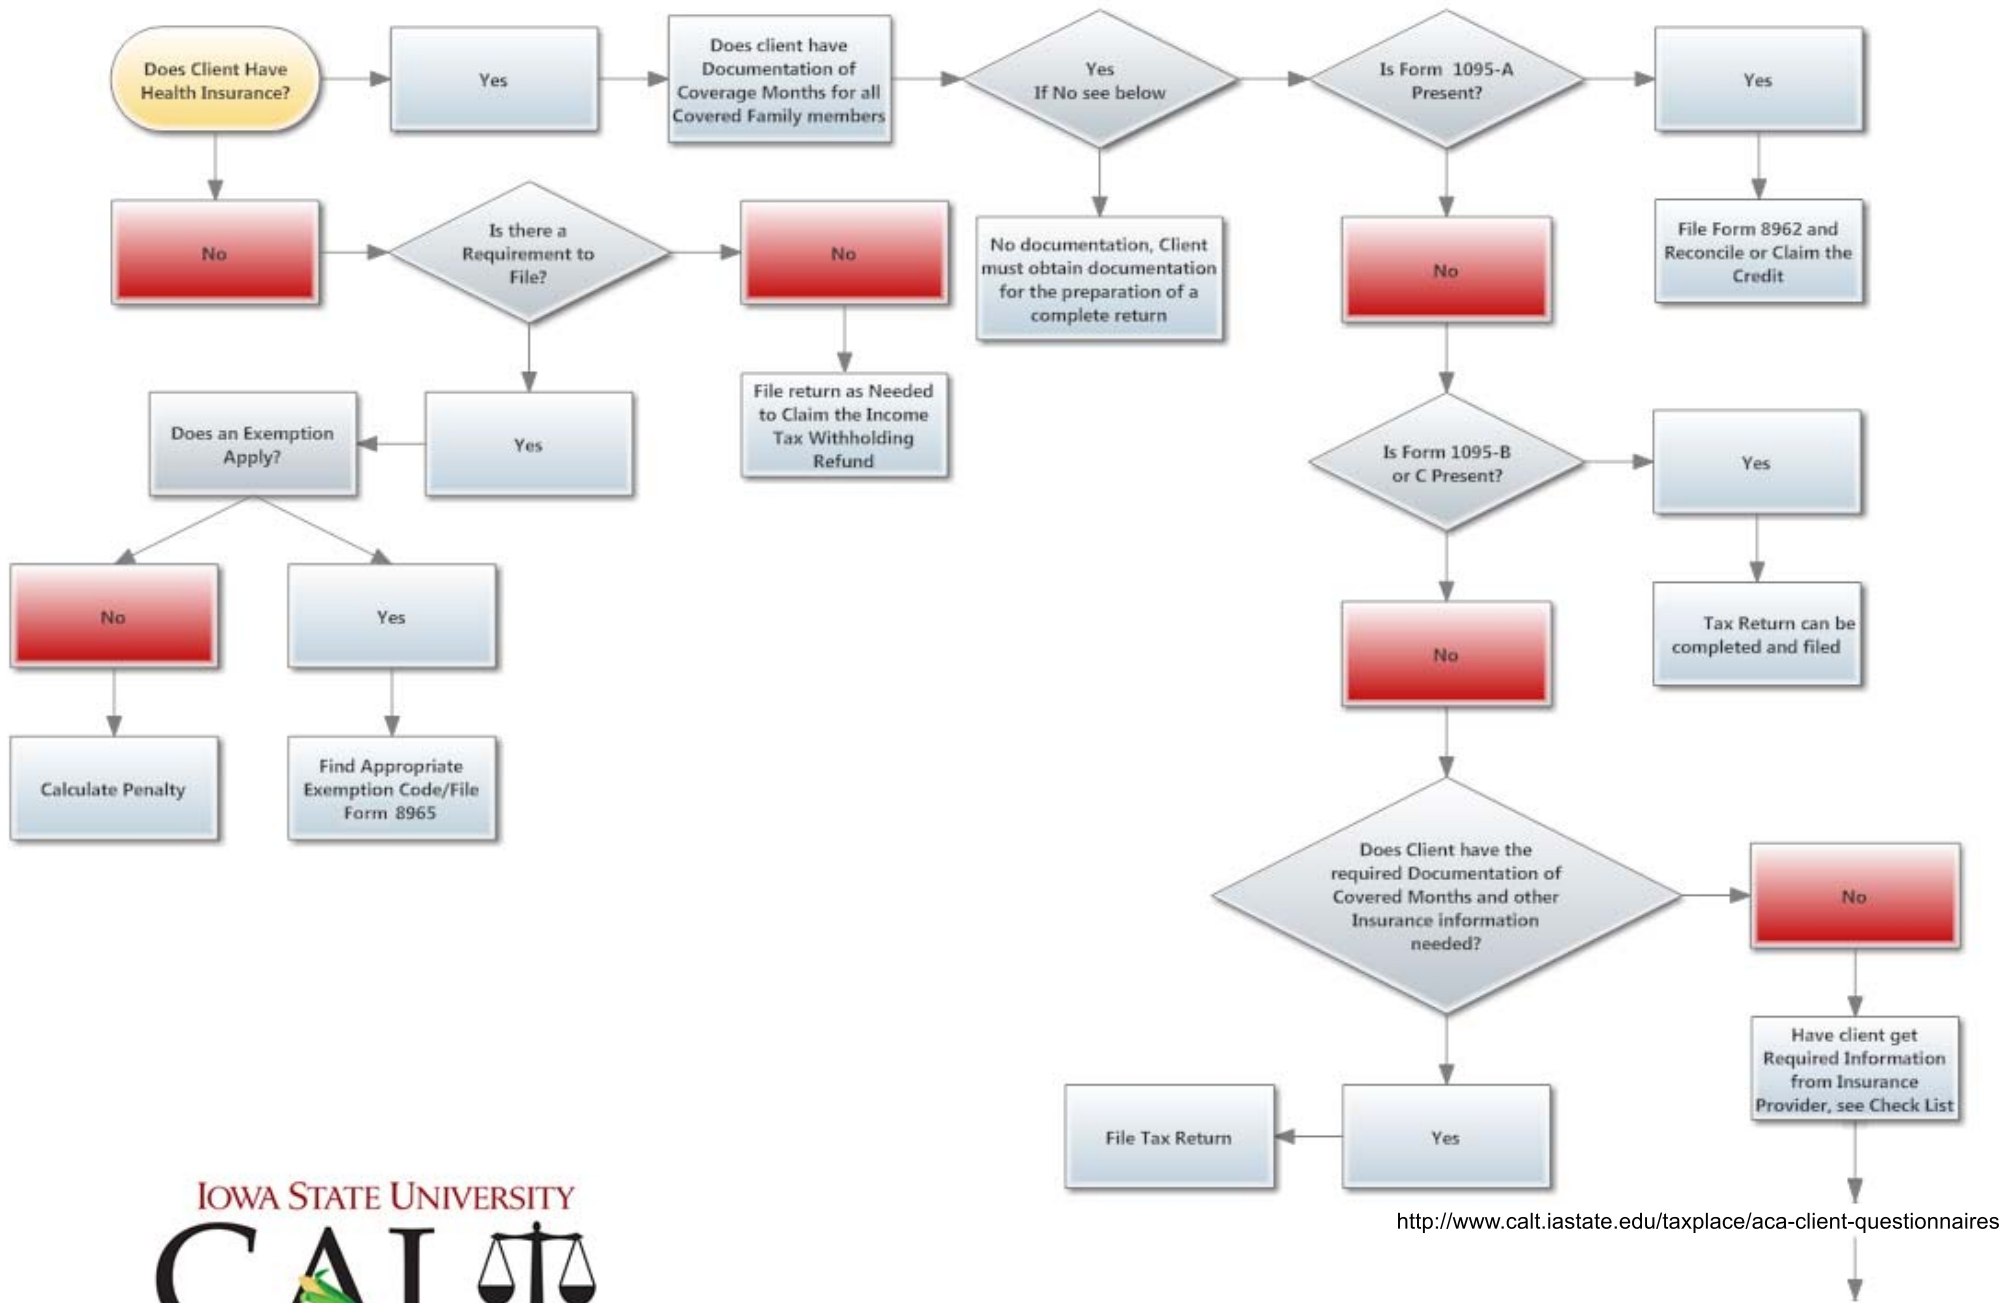 Does Client Have
Health Insurance?
Yes
Does client have
Documentation of
Coverage Months for all
Covered Family members
Yes
If No see below
Is Form 1095-A
Present?
Yes
No
Is there a
Requirement to
File?
No
No documentation, Client
must obtain documentation
for the preparation of a
complete return
No
File Form 8962 and
Reconcile or Claim the
Credit
Does an Exemption
Apply?
Yes
File return as Needed
to Claim the Income
Tax Withholding
Refund
Is Form 1095-B
or C Present?
Yes
No
Yes
No
Tax Return can be
completed and filed
Calculate Penalty
Find Appropriate
Exemption Code/File
Form 8965
Does Client have the
required Documentation of
Covered Months and other
Insurance information
needed?
No
Have client get
Required Information
from Insurance
Provider, see Check List
File Tax Return
Yes
IOWA STATE UNIVERSITY
CAL
http://www.calt.iastate.edu/taxplace/aca-client-questionnaires